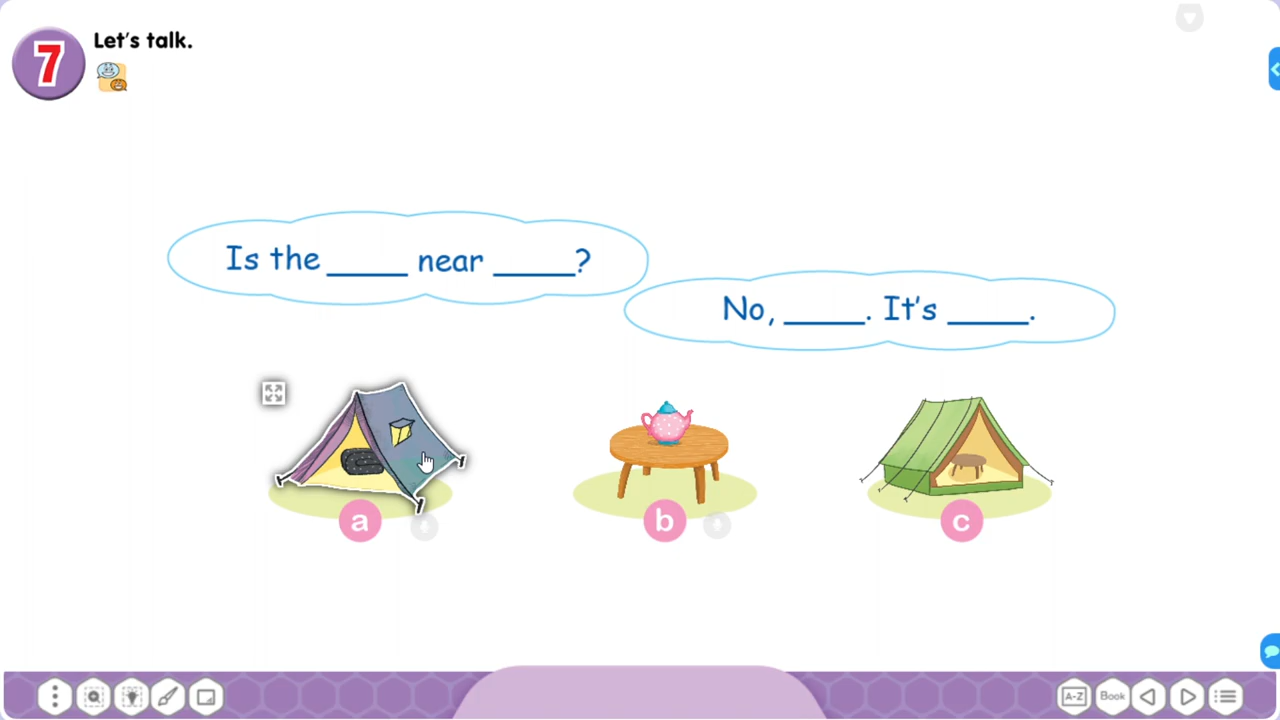 7
Let's talk.
Is the _____ near _____?
No, _____. It's _____.
a
b
c
A-Z
Book